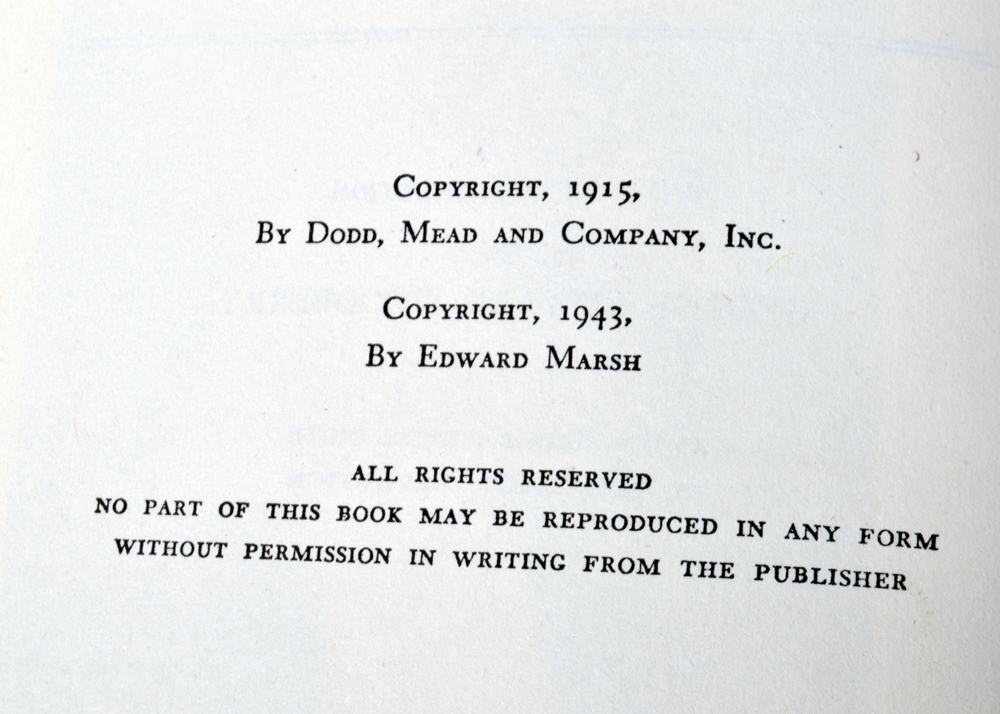 COPYRIGHT, 1915,
BY DODD, MEAD AND COMPANY, INC.
COPYRIGHT, 1943,
BY EDWARD MARSH
ALL RIGHTS RESERVED
NO PART OF THIS BOOK MAY BE REPRODUCED IN ANY FORM
WITHOUT PERMISSION IN WRITING FROM THE PUBLISHER